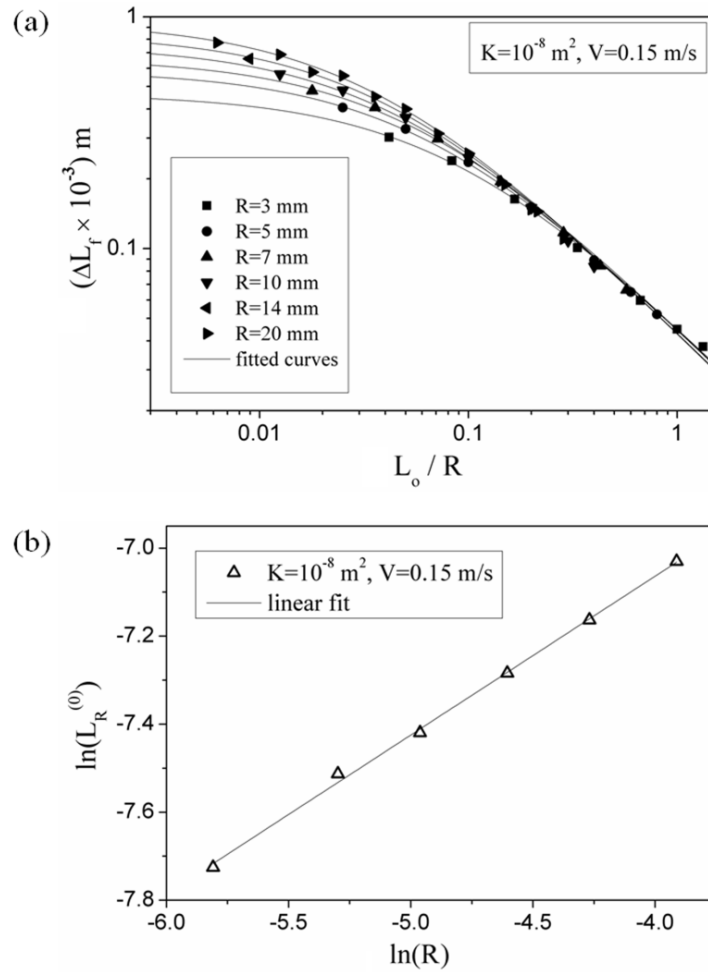 (a)
1
0.1
(ΔL_f × 10^-3) m
K=10^-8 m^2, V=0.15 m/s
R=3 mm
R=5 mm
R=7 mm
R=10 mm
R=14 mm
R=20 mm
fitted curves
0.01 0.1 1
L_o / R
(b)
-7.0
-7.2
-7.4
-7.6
-7.8
ln(L_R^(0))
K=10^-8 m^2, V=0.15 m/s
linear fit
-6.0 -5.5 -5.0 -4.5 -4.0
ln(R)